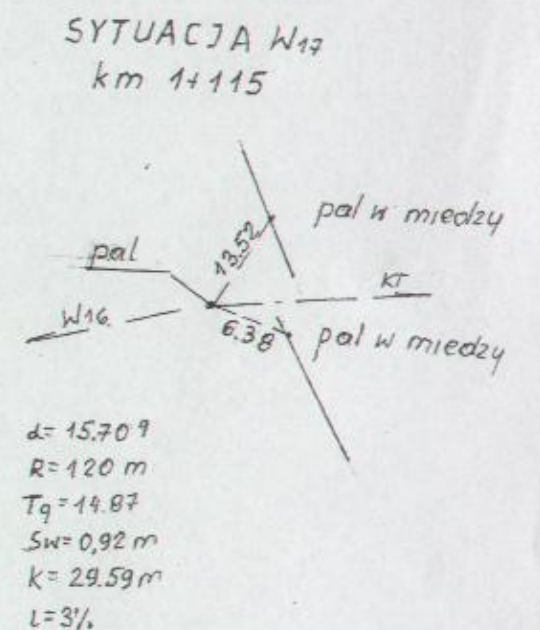 SYTUACJA W17
km 1+115
pal w miedzy
13.52
pal
KT
W16
6.38
pal w miedzy
α= 15.70 g
R= 120 m
Tg= 14.87
Sw= 0,92 m
K= 29.59 m
i= 3%